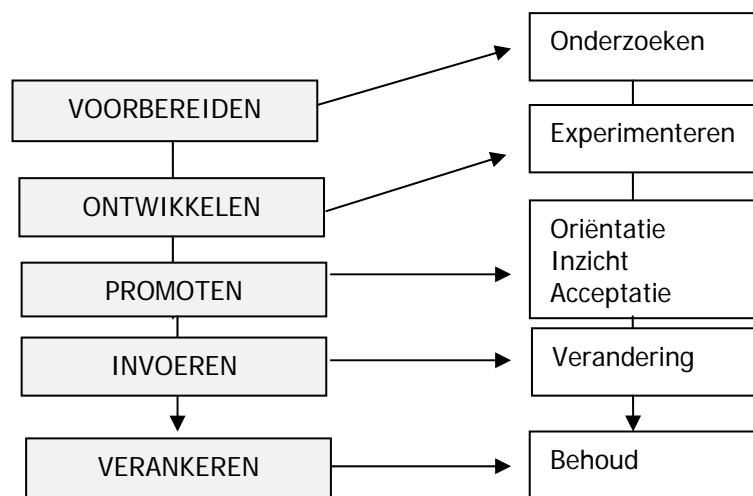 VOORBEREIDEN
ONTWIKKELEN
PROMOTEN
INVOEREN
VERANKEREN
Onderzoeken
Experimenteren
Oriëntatie
Inzicht
Acceptatie
Verandering
Behoud